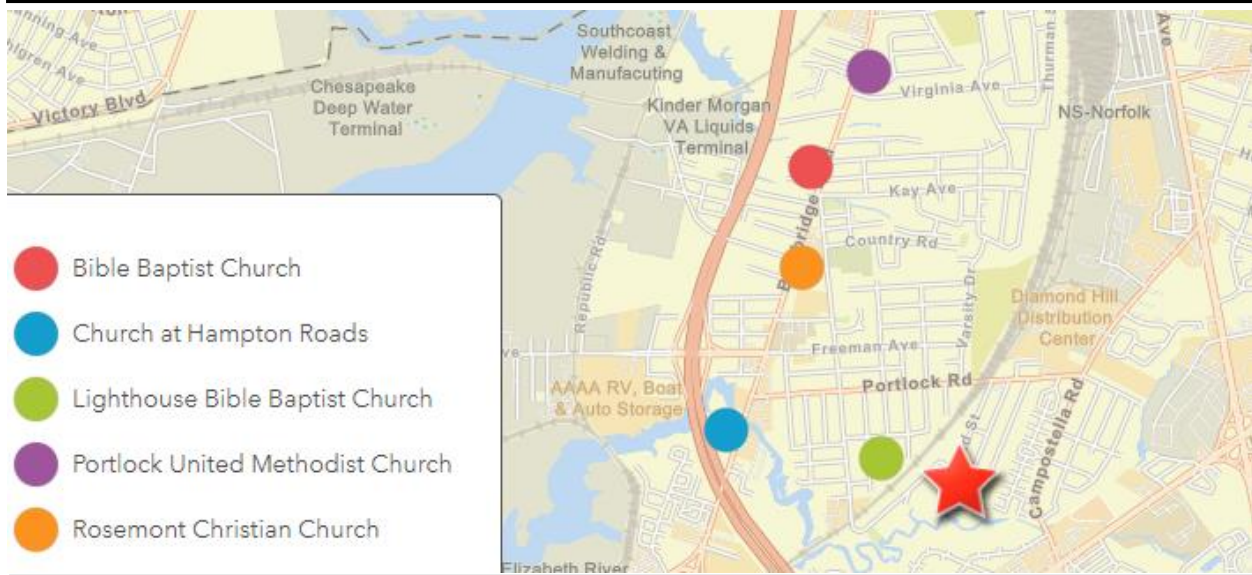 Victory Blvd
Chesapeake
Deep Water
Terminal
Southcoast
Welding &
Manufacuting
Kinder Morgan
VA Liquids
Terminal
Virginia Ave
Thurman
Ave
NS-Norfolk
Kay Ave
Country Rd
Republic Rd
Varsity Dr
Diamond Hill
Distribution
Center
Freeman Ave
Portlock Rd
AAAA RV, Boat
& Auto Storage
Campostella Rd
Elizabeth River
Bible Baptist Church
Church at Hampton Roads
Lighthouse Bible Baptist Church
Portlock United Methodist Church
Rosemont Christian Church